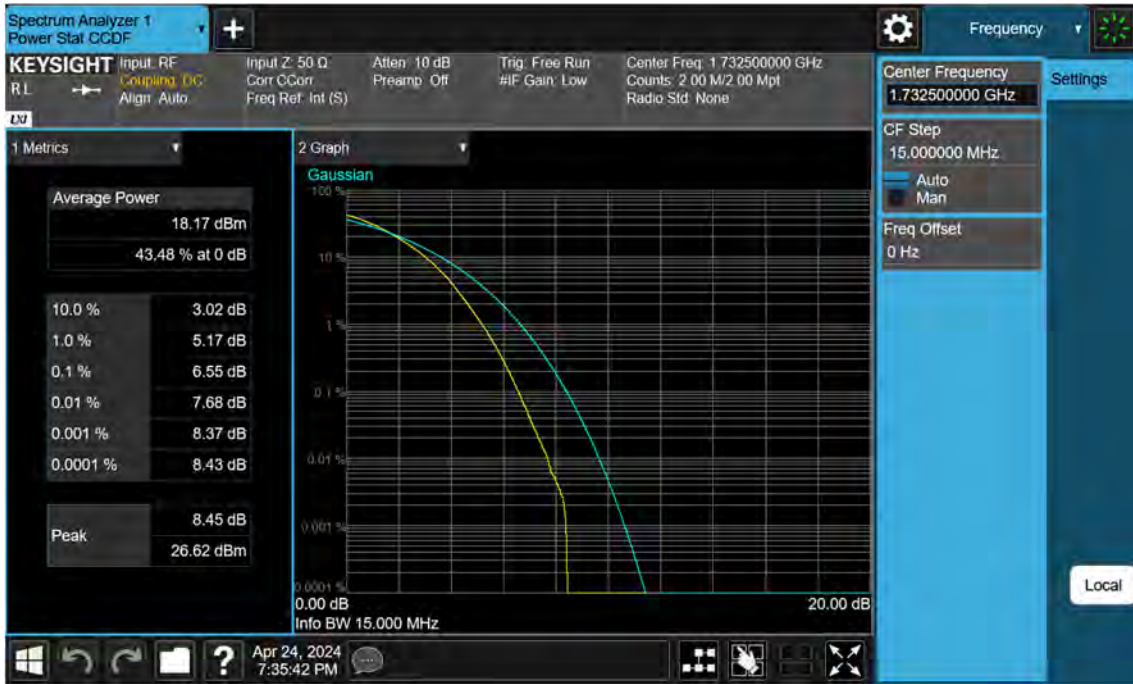 Spectrum Analyzer 1
Power Stat CCDF
Frequency
KEYSIGHT
R L
LXI
Input: RF
Coupling: DC
Align: Auto
Input Z: 50 Ω
Corr CCorr
Freq Ref: Int (S)
Atten: 10 dB
Preamp: Off
Trig: Free Run
#IF Gain: Low
Center Freq: 1.732500000 GHz
Counts: 2.00 M/2.00 Mpt
Radio Std: None
Center Frequency
1.732500000 GHz
Settings
CF Step
15.000000 MHz
Auto
Man
Freq Offset
0 Hz
1 Metrics
Average Power
18.17 dBm
43.48 % at 0 dB
10.0 % 3.02 dB
1.0 % 5.17 dB
0.1 % 6.55 dB
0.01 % 7.68 dB
0.001 % 8.37 dB
0.0001 % 8.43 dB
Peak
8.45 dB
26.62 dBm
2 Graph
Gaussian
100 %
10 %
1 %
0.1 %
0.01 %
0.001 %
0.0001 %
0.00 dB 20.00 dB
Info BW 15.000 MHz
Local
?
Apr 24, 2024
7:35:42 PM